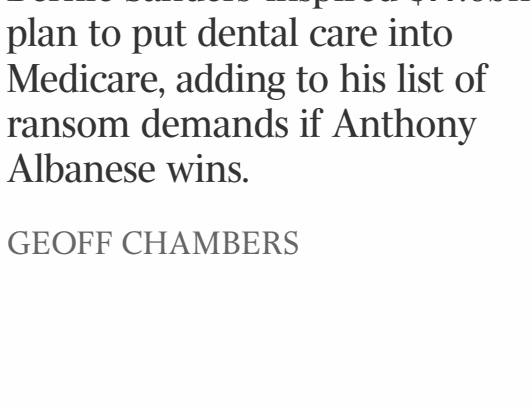 plan to put dental care into
Medicare, adding to his list of
ransom demands if Anthony
Albanese wins.
GEOFF CHAMBERS